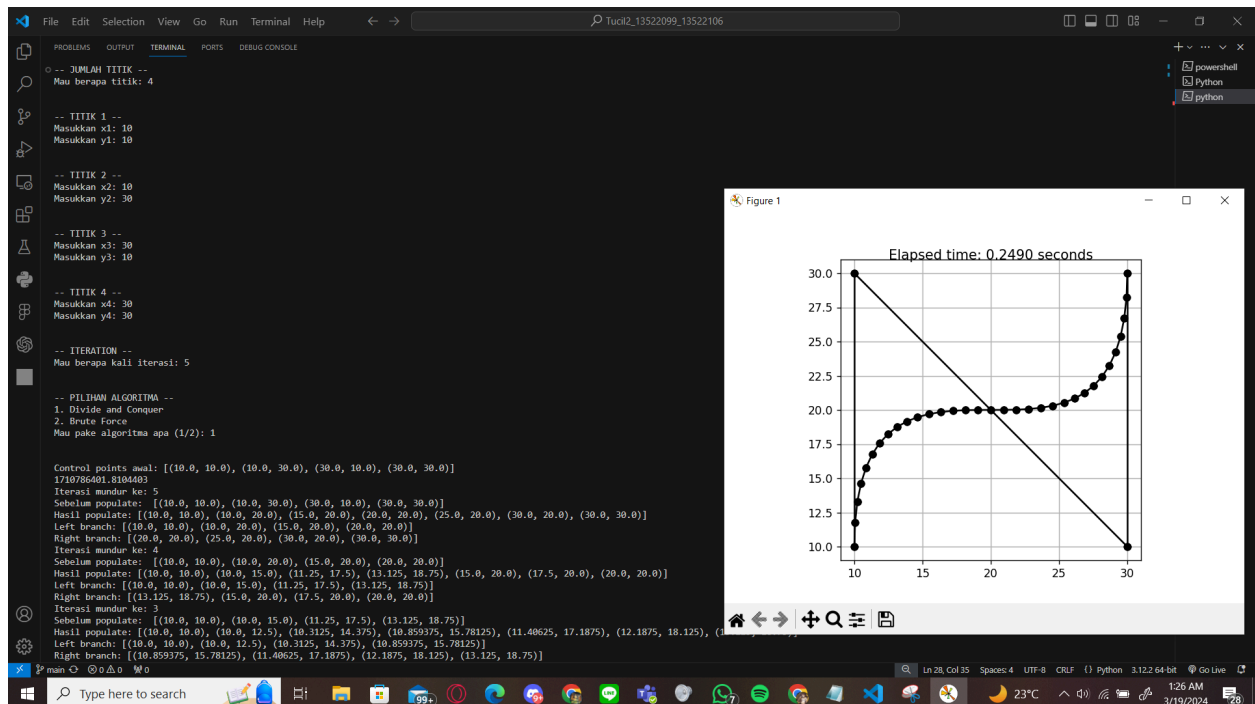 File Edit Selection View Go Run Terminal Help
Tucil2_13522099_13522106
PROBLEMS OUTPUT TERMINAL PORTS DEBUG CONSOLE
powershell
Python
python
-- JUMLAH TITIK --
Mau berapa titik: 4
-- TITIK 1 --
Masukkan x1: 10
Masukkan y1: 10
-- TITIK 2 --
Masukkan x2: 10
Masukkan y2: 30
-- TITIK 3 --
Masukkan x3: 30
Masukkan y3: 10
-- TITIK 4 --
Masukkan x4: 30
Masukkan y4: 30
-- ITERATION --
Mau berapa kali iterasi: 5
-- PILIHAN ALGORITMA --
1. Divide and Conquer
2. Brute Force
Mau pake algoritma apa (1/2): 1
Control points awal: [(10.0, 10.0), (10.0, 30.0), (30.0, 10.0), (30.0, 30.0)]
1710786401.8104403
Iterasi mundur ke: 5
Sebelum populate:  [(10.0, 10.0), (10.0, 30.0), (30.0, 10.0), (30.0, 30.0)]
Hasil populate: [(10.0, 10.0), (10.0, 20.0), (15.0, 20.0), (20.0, 20.0), (25.0, 20.0), (30.0, 20.0), (30.0, 30.0)]
Left branch: [(10.0, 10.0), (10.0, 20.0), (15.0, 20.0), (20.0, 20.0)]
Right branch: [(20.0, 20.0), (25.0, 20.0), (30.0, 20.0), (30.0, 30.0)]
Iterasi mundur ke: 4
Sebelum populate:  [(10.0, 10.0), (10.0, 20.0), (15.0, 20.0), (20.0, 20.0)]
Hasil populate: [(10.0, 10.0), (10.0, 15.0), (11.25, 17.5), (13.125, 18.75), (15.0, 20.0), (17.5, 20.0), (20.0, 20.0)]
Left branch: [(10.0, 10.0), (10.0, 15.0), (11.25, 17.5), (13.125, 18.75)]
Right branch: [(13.125, 18.75), (15.0, 20.0), (17.5, 20.0), (20.0, 20.0)]
Iterasi mundur ke: 3
Sebelum populate:  [(10.0, 10.0), (10.0, 15.0), (11.25, 17.5), (13.125, 18.75)]
Hasil populate: [(10.0, 10.0), (10.0, 12.5), (10.3125, 14.375), (10.859375, 15.78125), (11.40625, 17.1875), (12.1875, 18.125), (1
Left branch: [(10.0, 10.0), (10.0, 12.5), (10.3125, 14.375), (10.859375, 15.78125)]
Right branch: [(10.859375, 15.78125), (11.40625, 17.1875), (12.1875, 18.125), (13.125, 18.75)]
Figure 1
Elapsed time: 0.2490 seconds
30.0
27.5
25.0
22.5
20.0
17.5
15.0
12.5
10.0
10 15 20 25 30
main 0 0 0 Ln 28, Col 35 Spaces: 4 UTF-8 CRLF {} Python 3.12.2 64-bit Go Live
Type here to search
99+
23°C
1:26 AM
3/19/2024
28